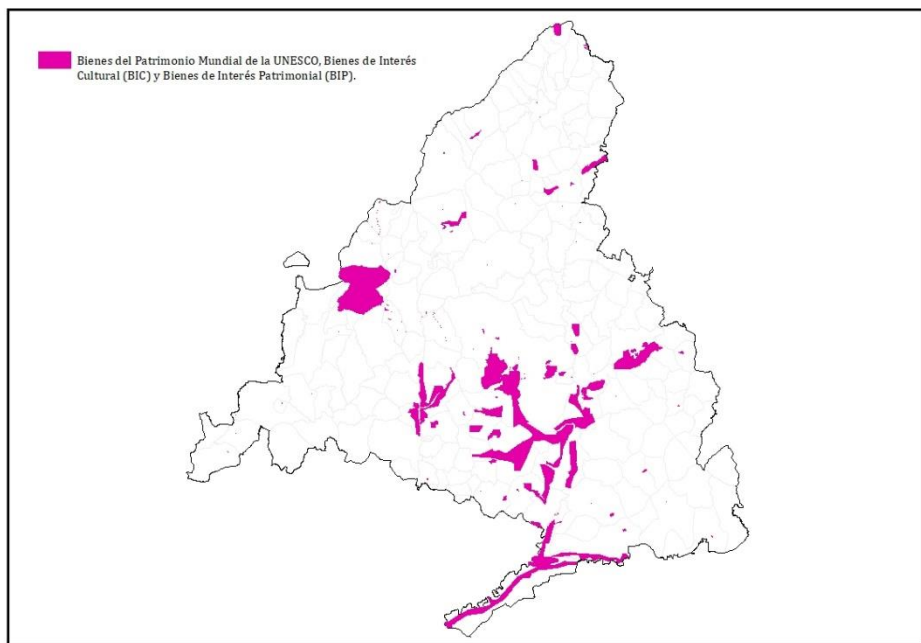 Bienes del Patrimonio Mundial de la UNESCO, Bienes de Interés
Cultural (BIC) y Bienes de Interés Patrimonial (BIP).